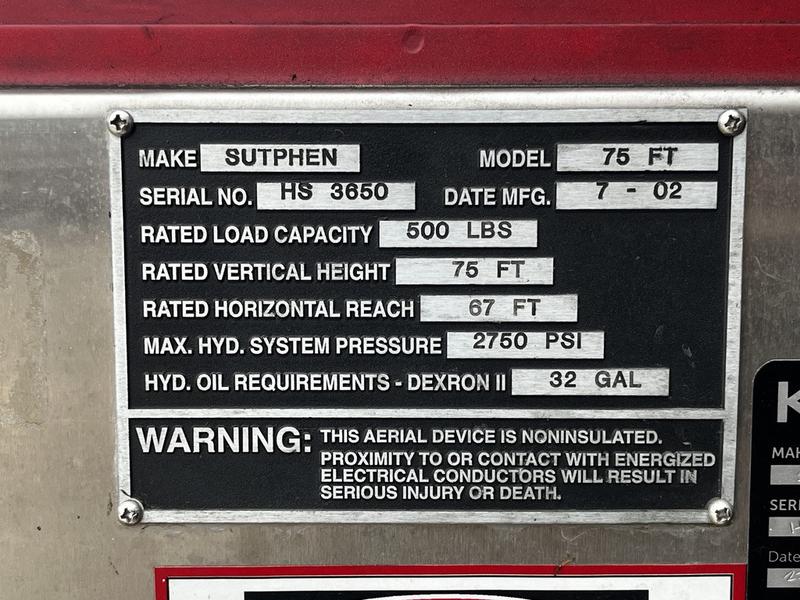 MAKE SUTPHEN MODEL 75 FT
SERIAL NO. HS 3650 DATE MFG. 7 - 02
RATED LOAD CAPACITY 500 LBS
RATED VERTICAL HEIGHT 75 FT
RATED HORIZONTAL REACH 67 FT
MAX. HYD. SYSTEM PRESSURE 2750 PSI
HYD. OIL REQUIREMENTS - DEXRON II 32 GAL
WARNING: THIS AERIAL DEVICE IS NONINSULATED.
PROXIMITY TO OR CONTACT WITH ENERGIZED
ELECTRICAL CONDUCTORS WILL RESULT IN
SERIOUS INJURY OR DEATH.
K
MA
SERI
Date